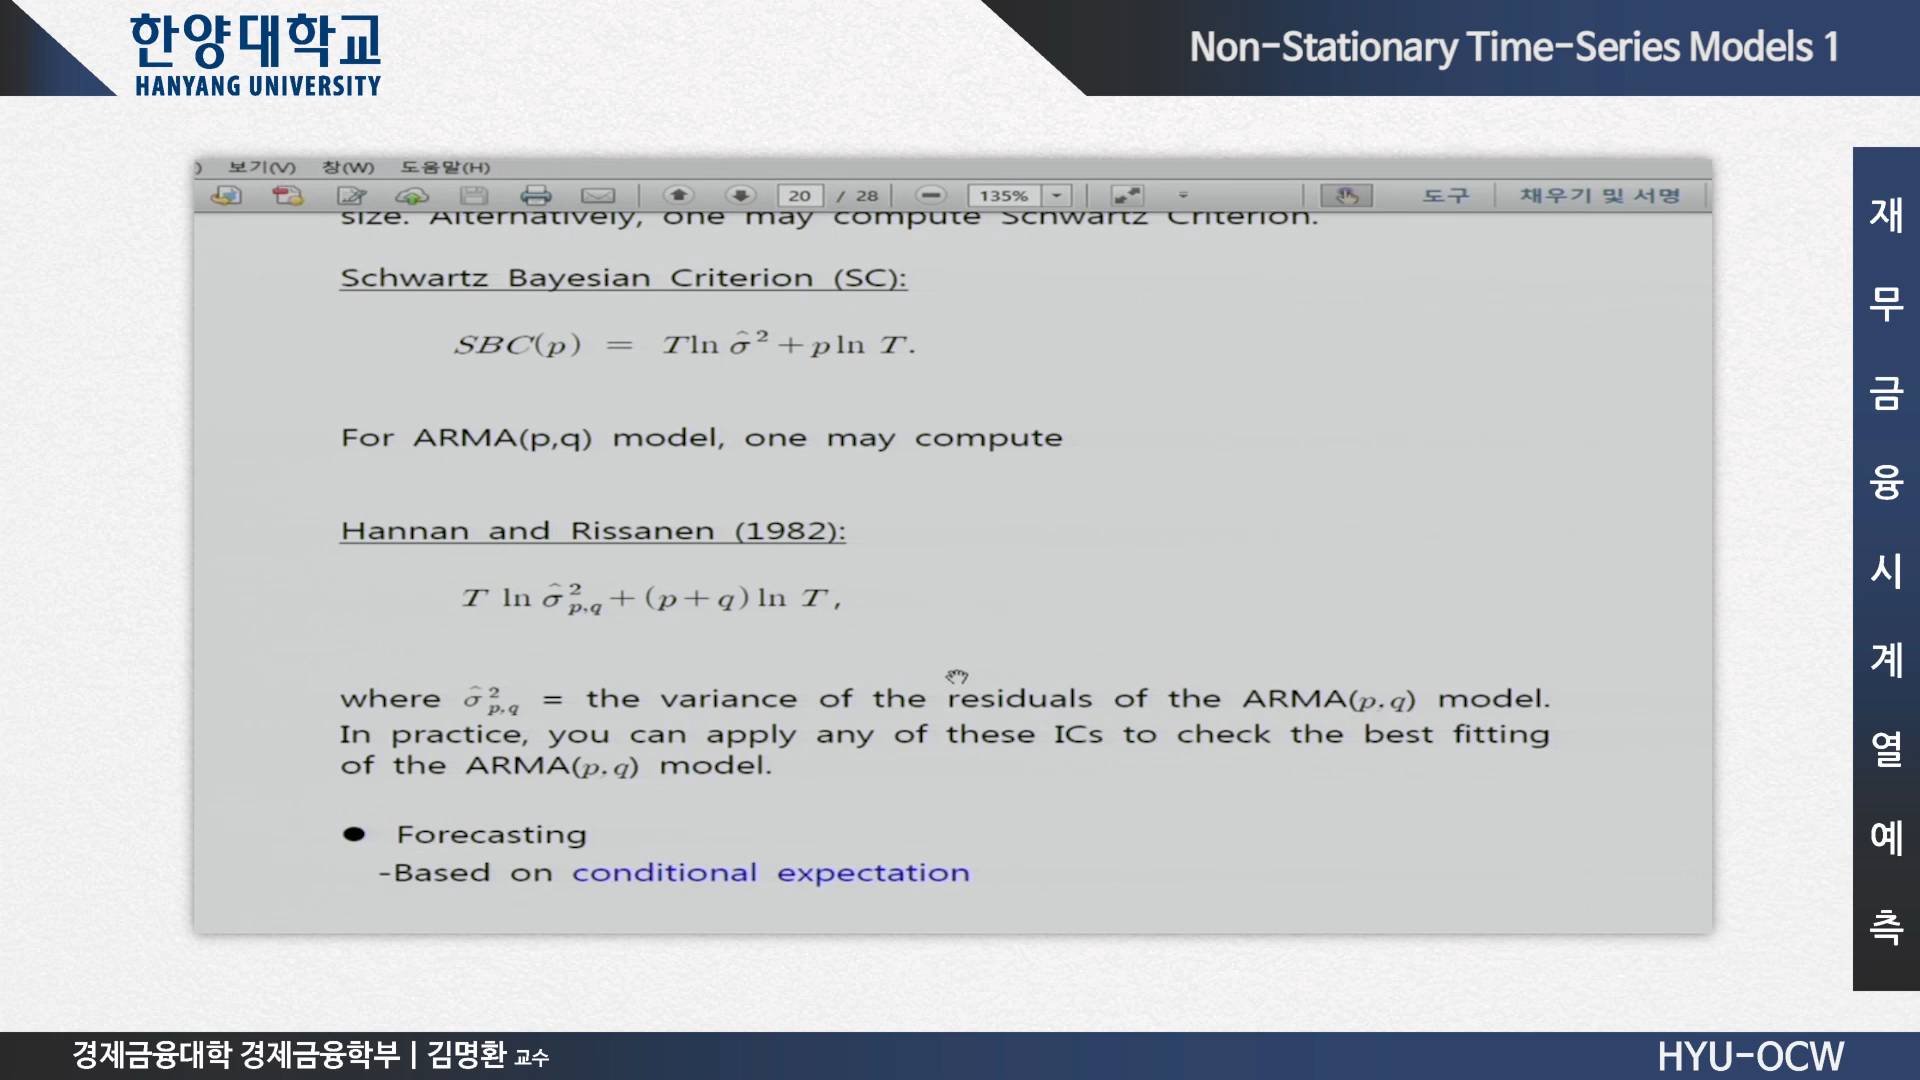 한양대학교
HANYANG UNIVERSITY
Non-Stationary Time-Series Models 1
) 보기(V) 창(W) 도움말(H)
20 / 28 135% 도구 채우기 및 서명
size. Alternatively, one may compute Schwartz Criterion.
Schwartz Bayesian Criterion (SC):
SBC(p) = T ln σ̂² + p ln T.
For ARMA(p,q) model, one may compute
Hannan and Rissanen (1982):
T ln σ̂²_{p,q} + (p+q) ln T,
where σ̂²_{p,q} = the variance of the residuals of the ARMA(p,q) model.
In practice, you can apply any of these ICs to check the best fitting
of the ARMA(p,q) model.
● Forecasting
-Based on conditional expectation
재무금융시계열예측
경제금융대학 경제금융학부 | 김명환 교수
HYU-OCW